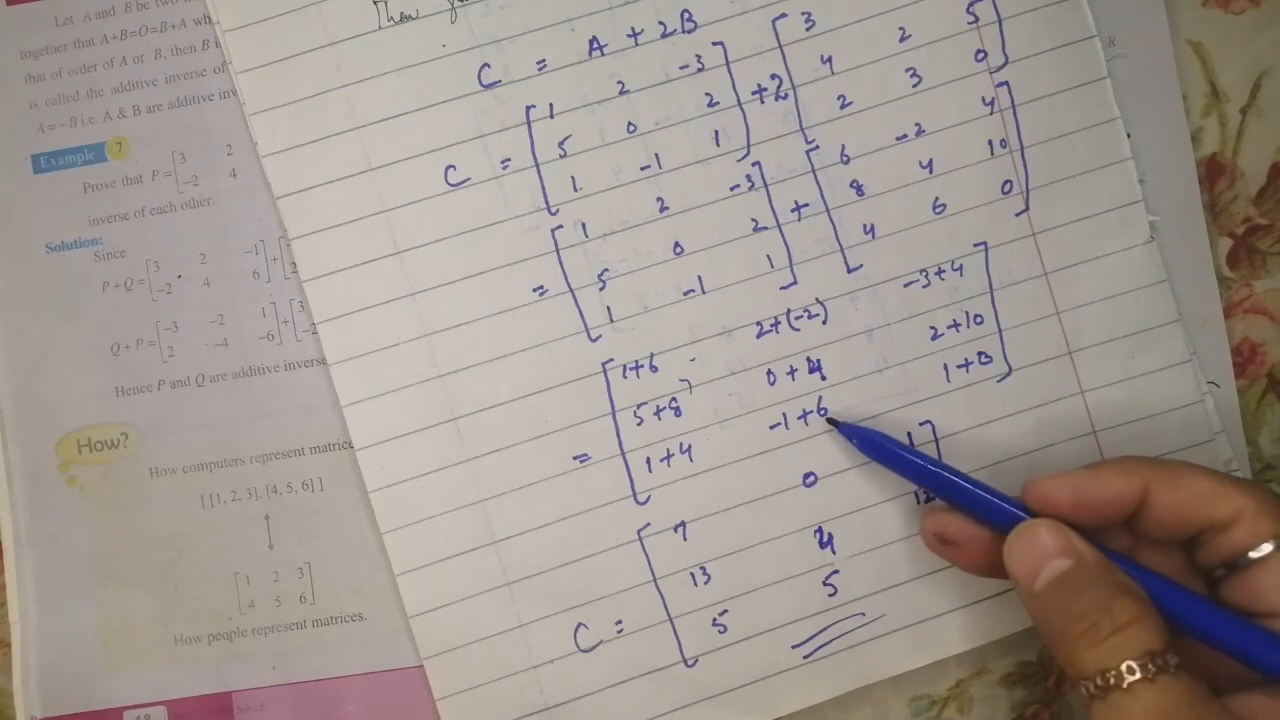 Let A and B be two
together that A+B=O=B+A wh
that of order of A or B, then B i
is called the additive inverse of
A = −B i.e. A & B are additive inv
Example 7
Prove that P = [3 2
−2 4
inverse of each other.
Solution:
Since
P+Q = [3 2 −1
−2 4 6] + [
Q+P = [−3 −2 1
2 −4 −6] + [3
−2
Hence P and Q are additive inverse
How?
How computers represent matrice
[ [1, 2, 3], [4, 5, 6] ]
[1 2 3
4 5 6]
How people represent matrices.
Then
C = A + 2B
C = [1 2 -3
5 0 2
1 -1 1] + 2 [3
4 2 5
2 3 0]
= [1 2 -3
5 0 2
1 -1 1] + [6 -2 4
8 4 10
4 6 0]
= [1+6 2+(-2) -3+4
5+8 0+4 2+10
1+4 -1+6 1+0]
C = [7 0 1
13 4 12
5 5